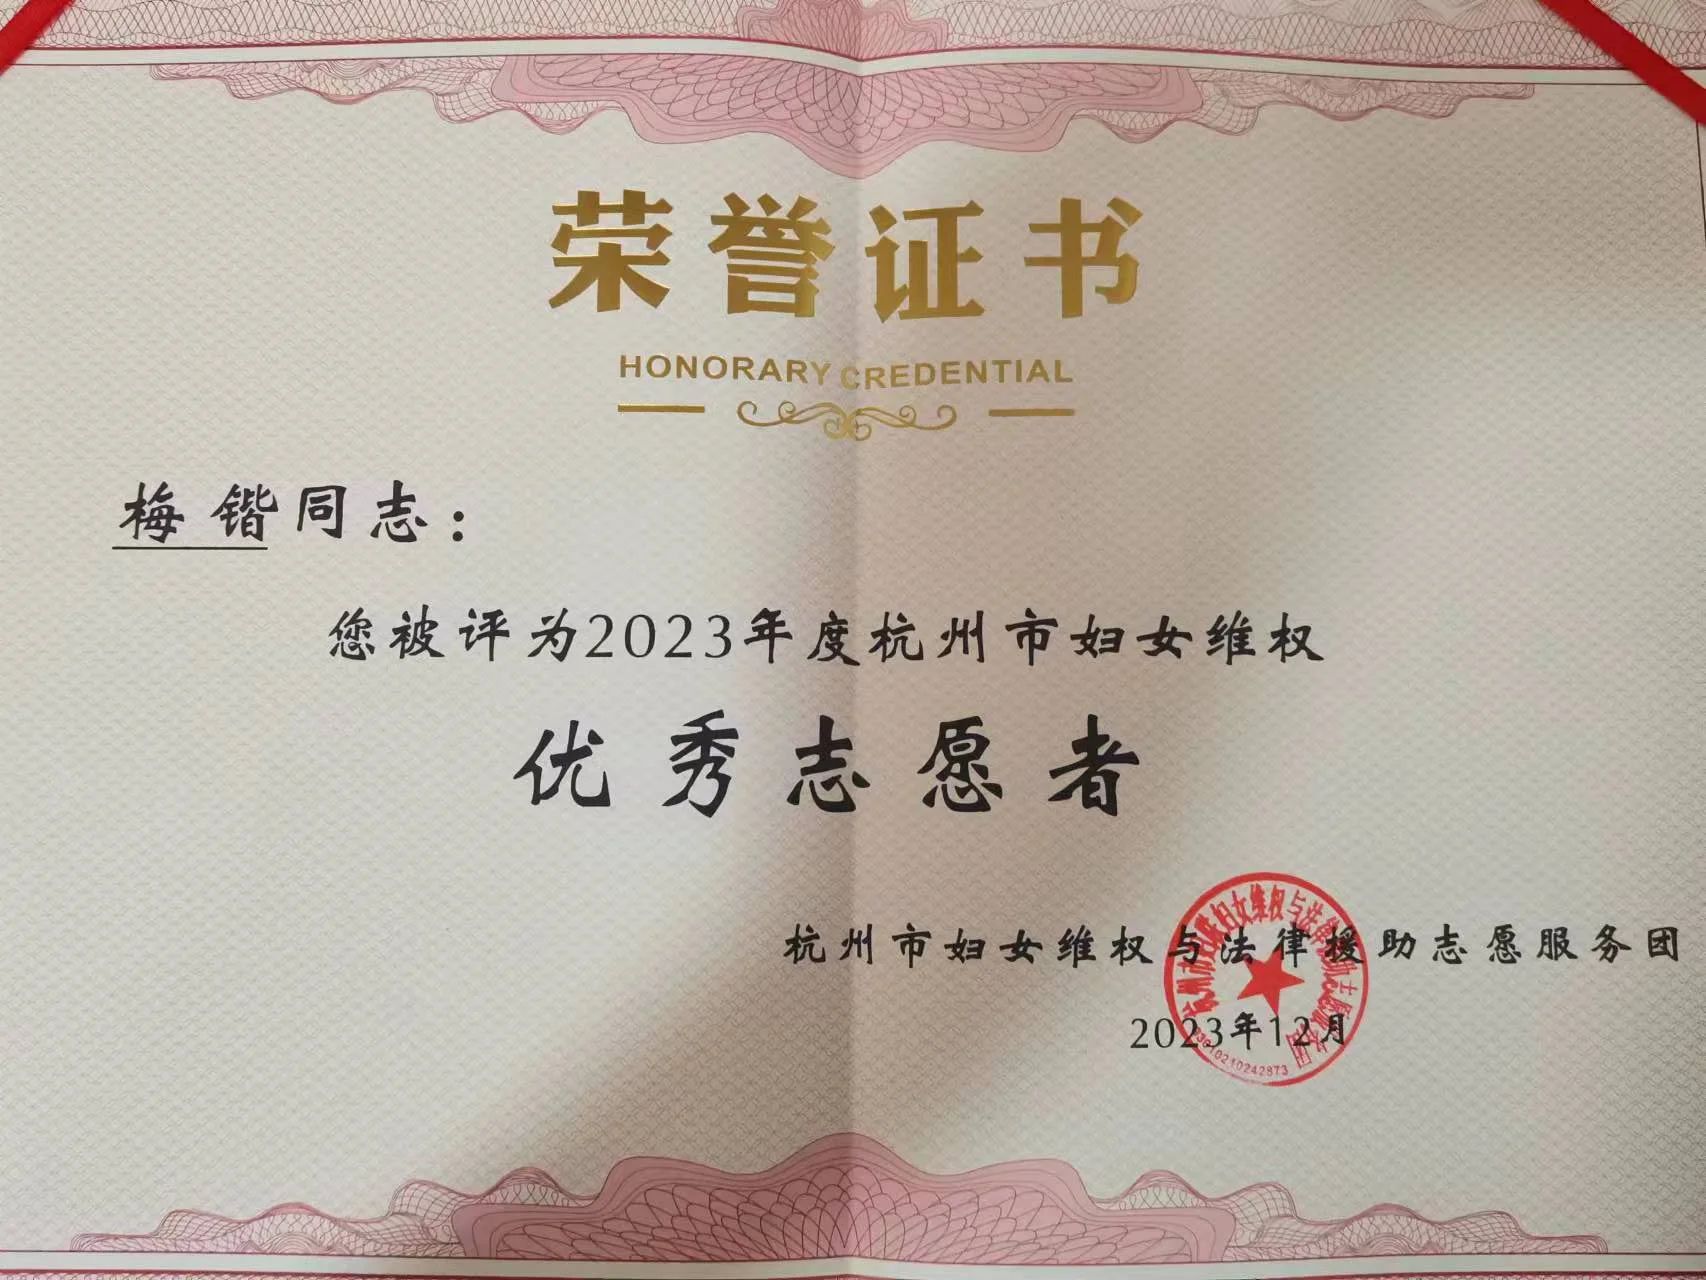 荣誉证书
HONORARY CREDENTIAL
梅锴同志：
您被评为2023年度杭州市妇女维权
优秀志愿者
杭州市妇女维权与法律援助志愿服务团
2023年12月
33010210242873